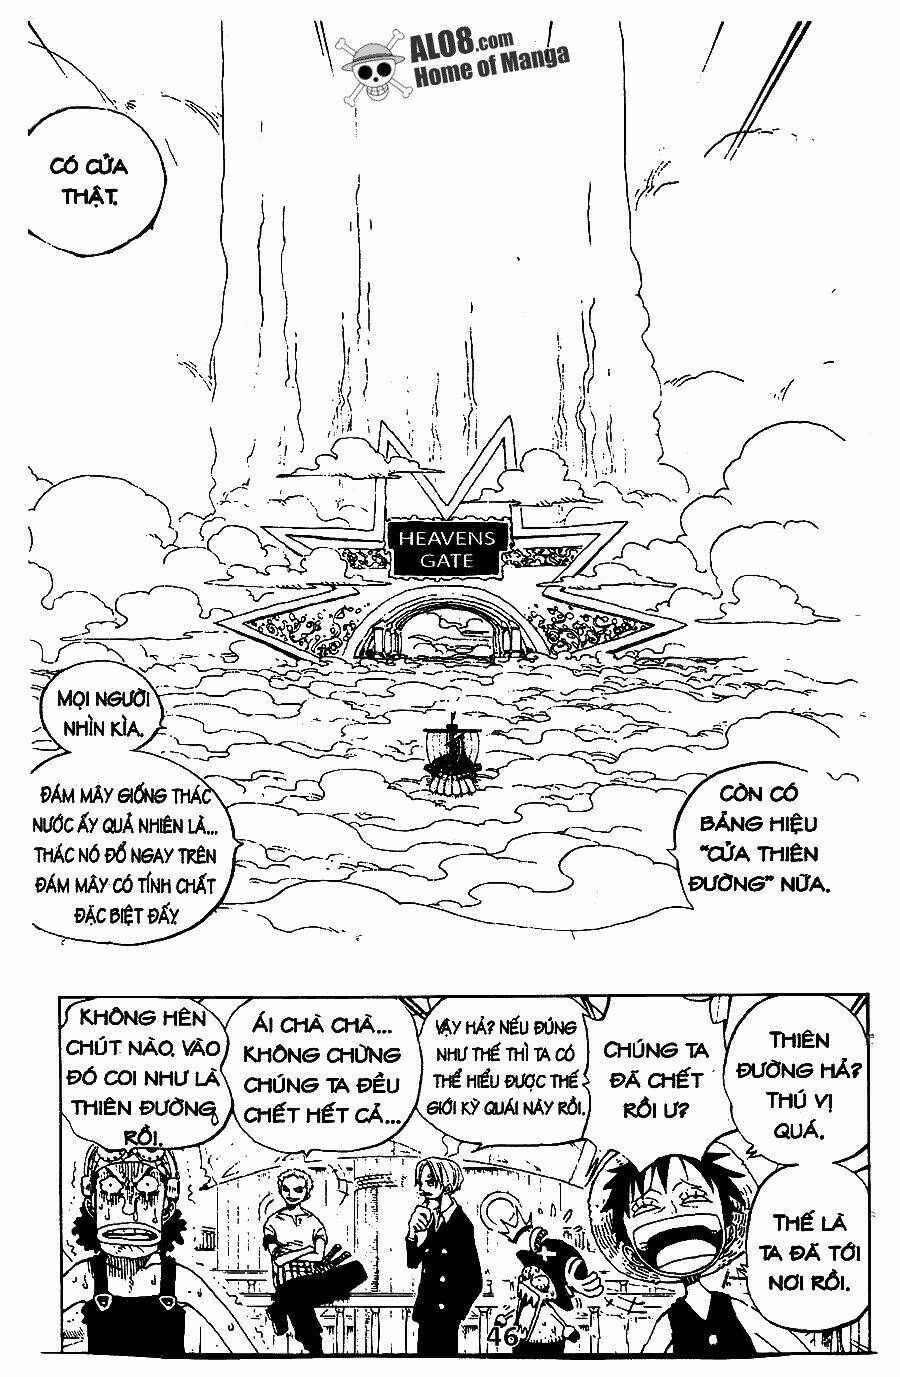 AL08.com
Home of Manga
CÓ CỬA
THẬT.
HEAVENS
GATE
MỌI NGƯỜI
NHÌN KÌA.
ĐÁM MÂY GIỐNG THÁC
NƯỚC ẤY QUẢ NHIÊN LÀ...
THÁC NÓ ĐỔ NGAY TRÊN
ĐÁM MÂY CÓ TÍNH CHẤT
ĐẶC BIỆT ĐẤY.
CÒN CÓ
BẢNG HIỆU
"CỬA THIÊN
ĐƯỜNG" NỮA.
KHÔNG HÊN
CHÚT NÀO. VÀO
ĐÓ COI NHƯ LÀ
THIÊN ĐƯỜNG
RỒI.
ÁI CHÀ CHÀ...
KHÔNG CHỪNG
CHÚNG TA ĐỀU
CHẾT HẾT CẢ...
VẬY HẢ? NẾU ĐÚNG
NHƯ THẾ THÌ TA CÓ
THỂ HIỂU ĐƯỢC THẾ
GIỚI KỲ QUÁI NÀY RỒI.
CHÚNG TA
ĐÃ CHẾT
RỒI Ư?
THIÊN
ĐƯỜNG HẢ?
THÚ VỊ
QUÁ.
THẾ LÀ
TA ĐÃ TỚI
NƠI RỒI.
46